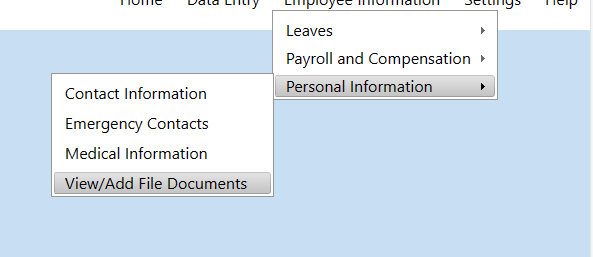 Home Data Entry Employee Information Settings Help
Leaves
Payroll and Compensation
Personal Information
Contact Information
Emergency Contacts
Medical Information
View/Add File Documents